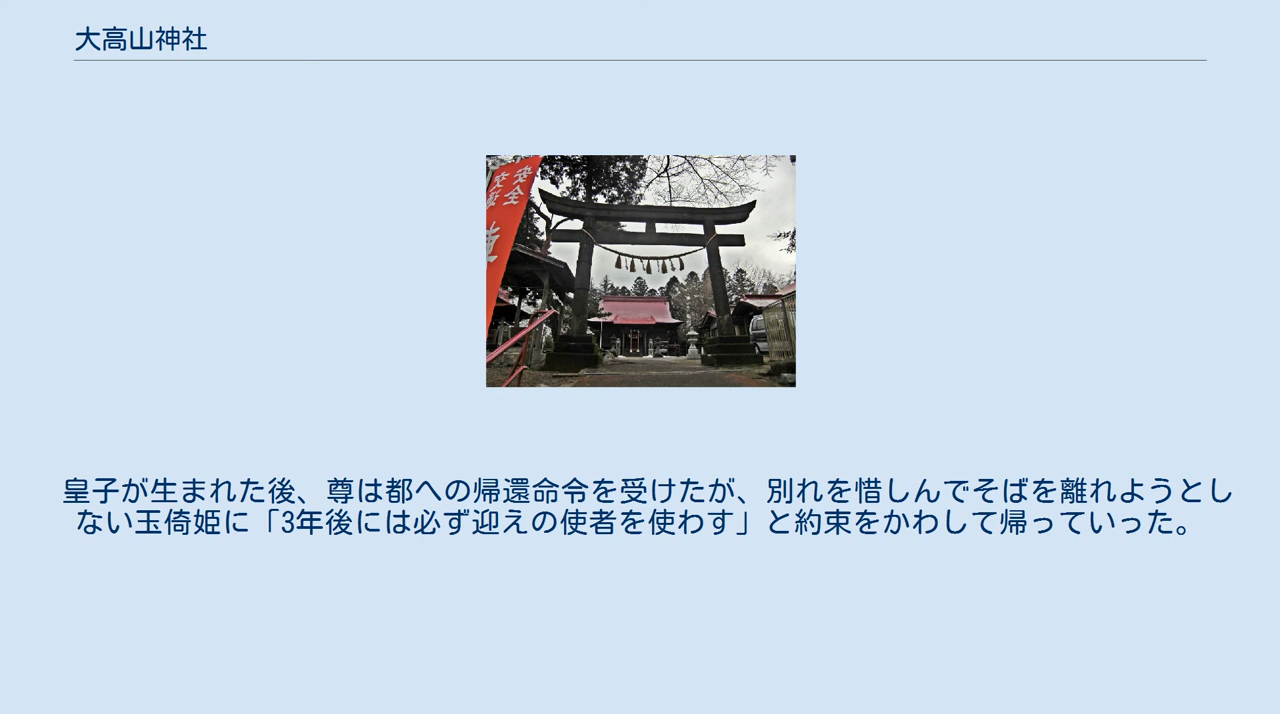 大高山神社
安全
交通
皇子が生まれた後、尊は都への帰還命令を受けたが、別れを惜しんでそばを離れようとし
ない玉倚姫に「3年後には必ず迎えの使者を使わす」と約束をかわして帰っていった。